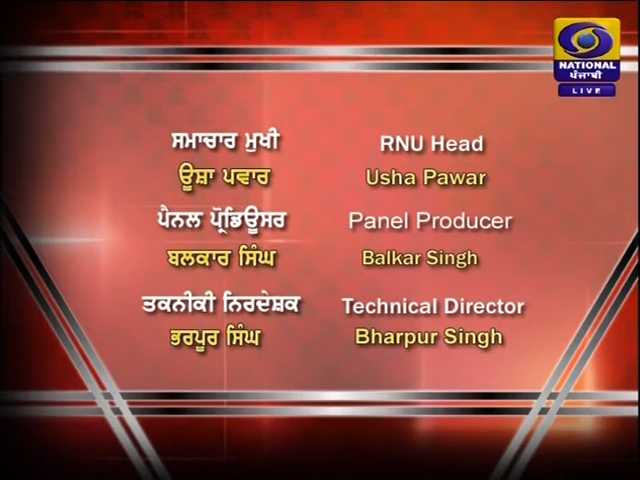 NATIONAL
ਪੰਜਾਬੀ
LIVE
ਸਮਾਚਾਰ ਮੁਖੀ RNU Head
ਊਸ਼ਾ ਪਵਾਰ Usha Pawar
ਪੈਨਲ ਪ੍ਰੋਡਿਊਸਰ Panel Producer
ਬਲਕਾਰ ਸਿੰਘ Balkar Singh
ਤਕਨੀਕੀ ਨਿਰਦੇਸ਼ਕ Technical Director
ਭਰਪੂਰ ਸਿੰਘ Bharpur Singh